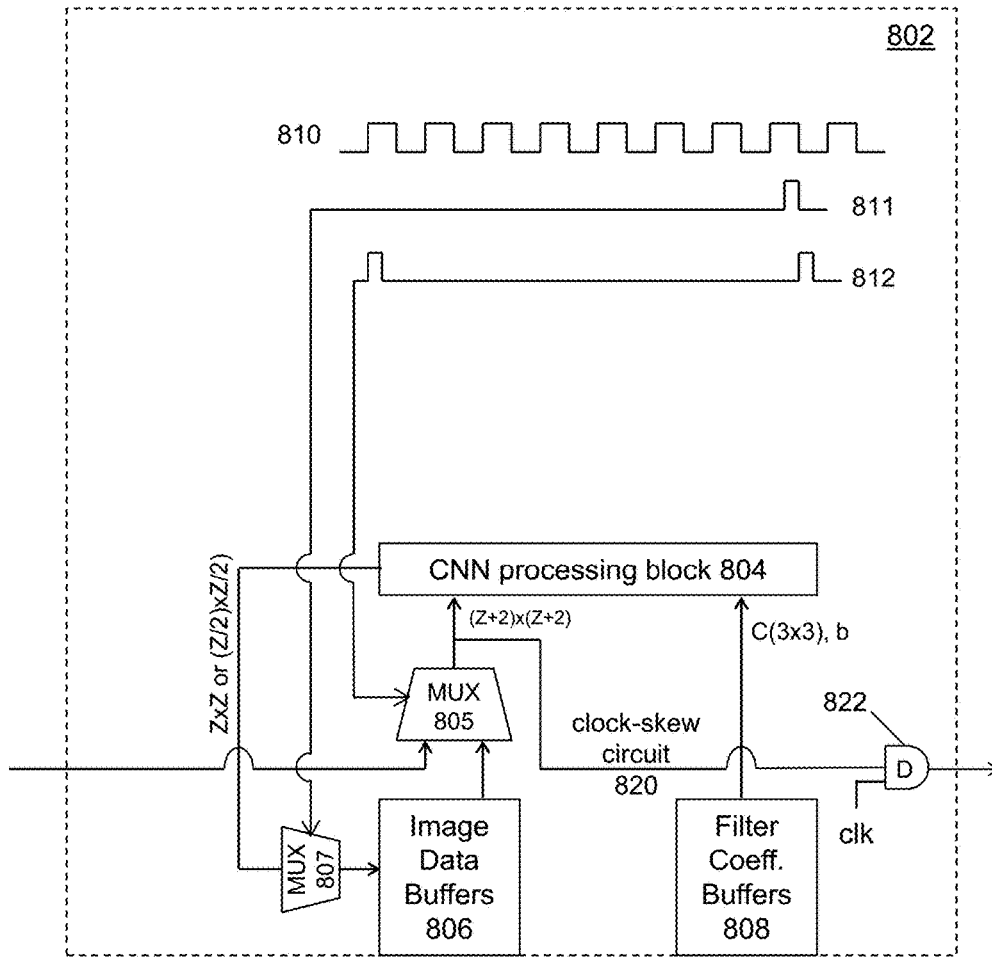 802
810
811
812
CNN processing block 804
ZxZ or (Z/2)xZ/2)
(Z+2)x(Z+2)
C(3x3), b
MUX
805
822
clock-skew
circuit
820
D
clk
MUX
807
Image
Data
Buffers
806
Filter
Coeff.
Buffers
808